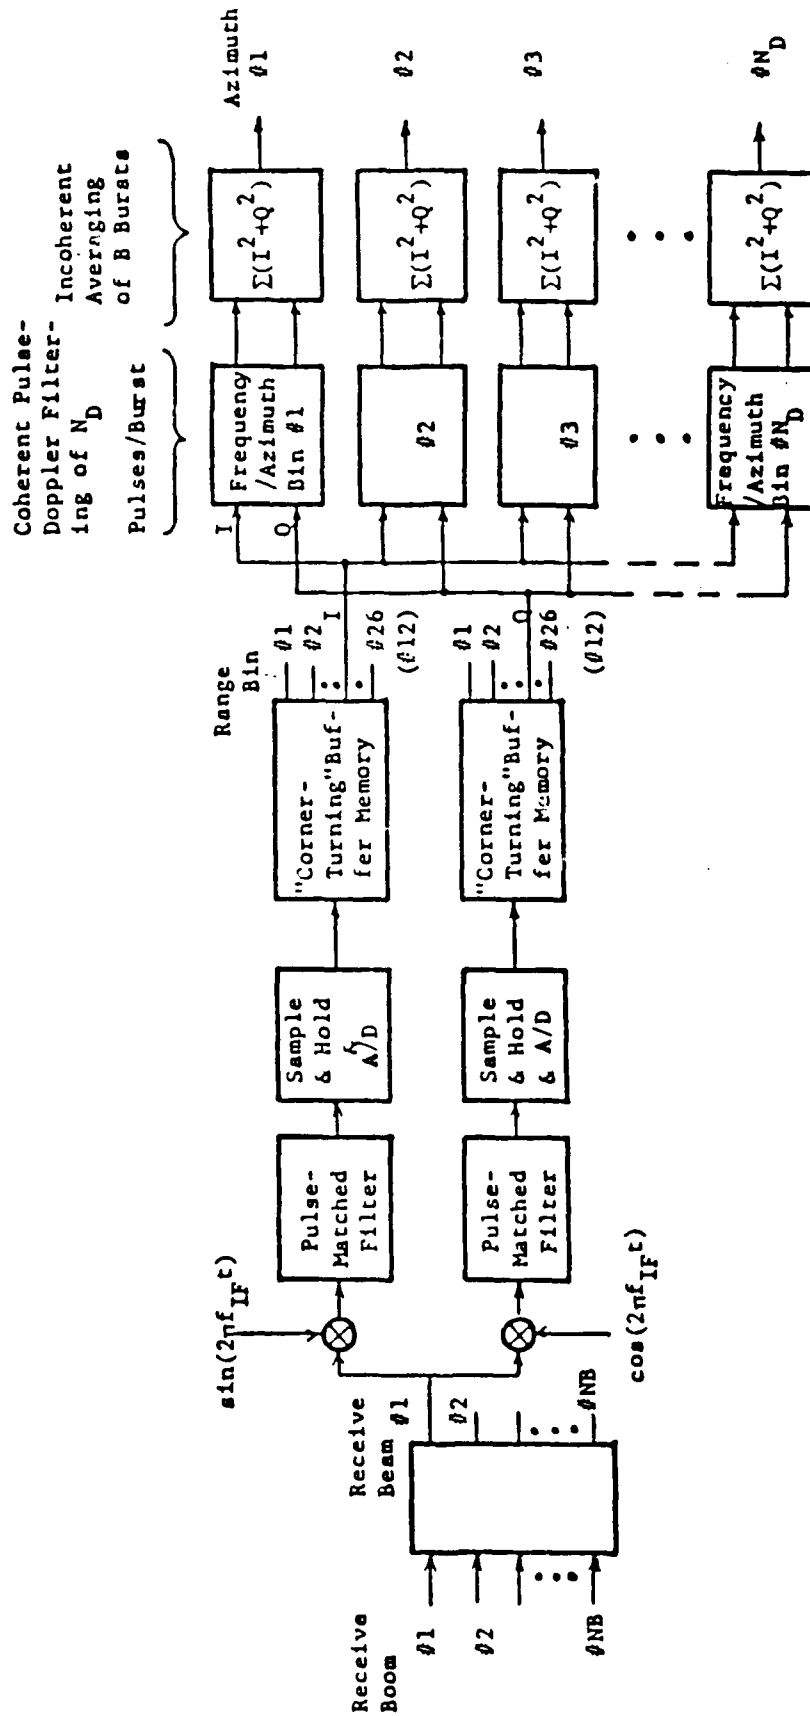 Receive
Boom
#1
#2
#NB
Receive
Beam #1
#2
#NB
sin(2πf_IF t)
cos(2πf_IF t)
Pulse-
Matched
Filter
Pulse-
Matched
Filter
Sample
& Hold
& A/D
Sample
& Hold
& A/D
"Corner-
Turning"Buf-
fer Memory
"Corner-
Turning"Buf-
fer Memory
Range
Bin
#1
#2
I
#26
(#12)
#1
#2
Q
#26
(#12)
Coherent Pulse-
Doppler Filter-
ing of N_D
Pulses/Burst
I
Q
Frequency
/Azimuth
Bin #1
#2
#3
Frequency
/Azimuth
Bin #N_D
Incoherent
Averaging
of B Bursts
Σ(I²+Q²)
Σ(I²+Q²)
Σ(I²+Q²)
Σ(I²+Q²)
Azimuth
#1
#2
#3
#N_D